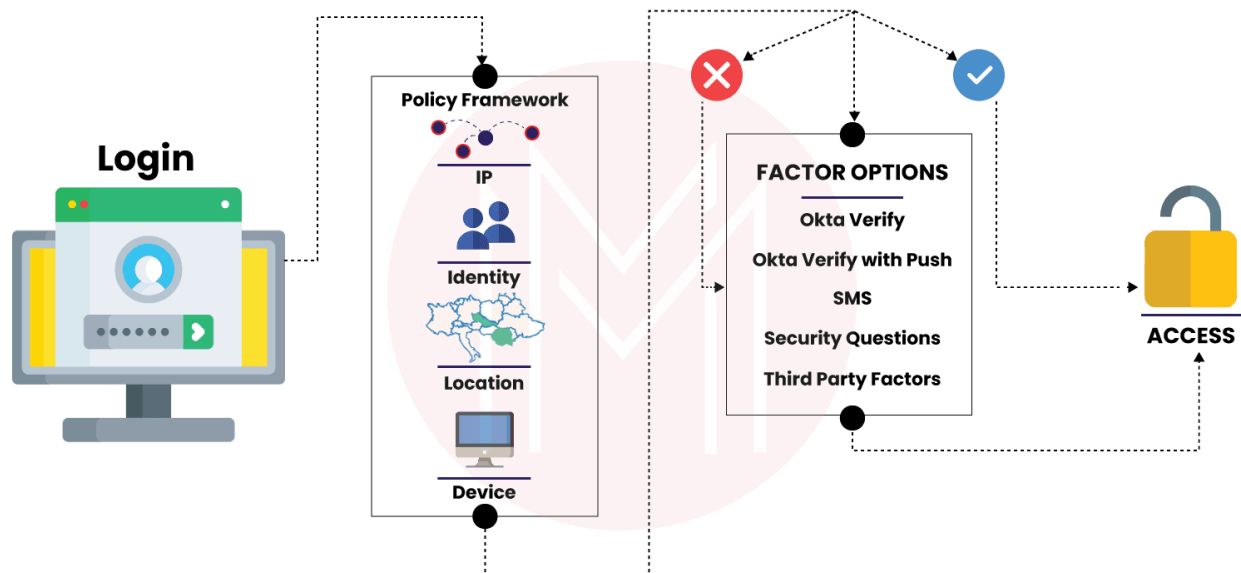 Login
Policy Framework
IP
Identity
Location
Device
FACTOR OPTIONS
Okta Verify
Okta Verify with Push
SMS
Security Questions
Third Party Factors
ACCESS